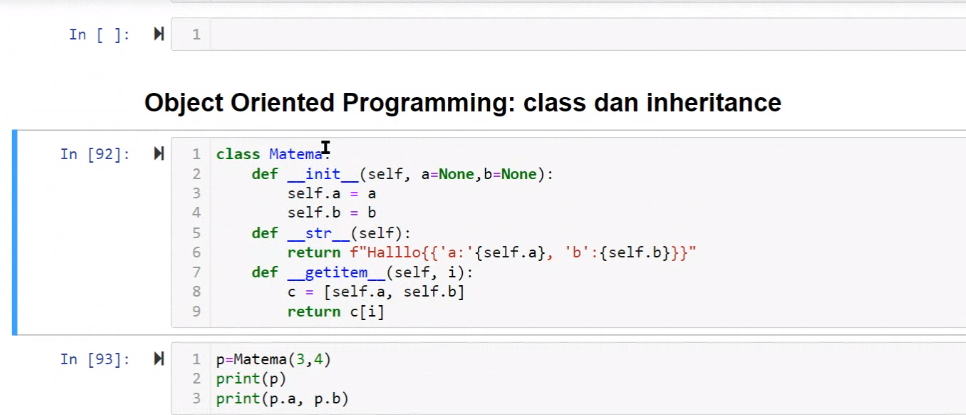 In [ ]: 1
Object Oriented Programming: class dan inheritance
In [92]: 1 class Matema:
2 def __init__(self, a=None,b=None):
3 self.a = a
4 self.b = b
5 def __str__(self):
6 return f"Halllo{{'a:'{self.a}, 'b':{self.b}}}"
7 def __getitem__(self, i):
8 c = [self.a, self.b]
9 return c[i]
In [93]: 1 p=Matema(3,4)
2 print(p)
3 print(p.a, p.b)